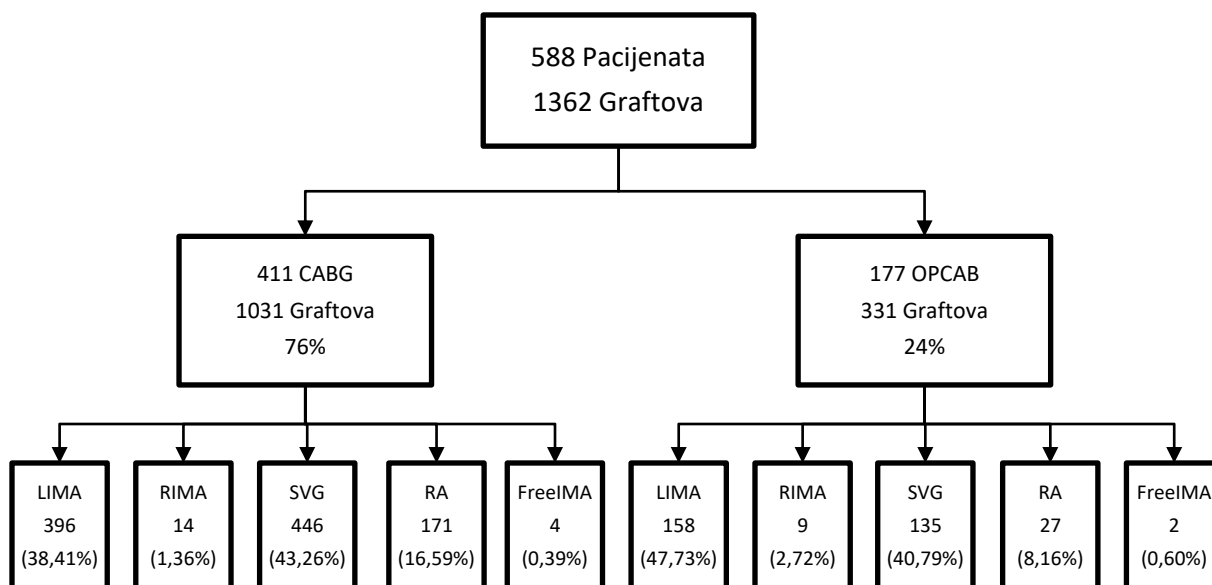 588 Pacijenata
1362 Graftova
411 CABG
1031 Graftova
76%
177 OPCAB
331 Graftova
24%
LIMA
396
(38,41%)
RIMA
14
(1,36%)
SVG
446
(43,26%)
RA
171
(16,59%)
FreeIMA
4
(0,39%)
LIMA
158
(47,73%)
RIMA
9
(2,72%)
SVG
135
(40,79%)
RA
27
(8,16%)
FreeIMA
2
(0,60%)